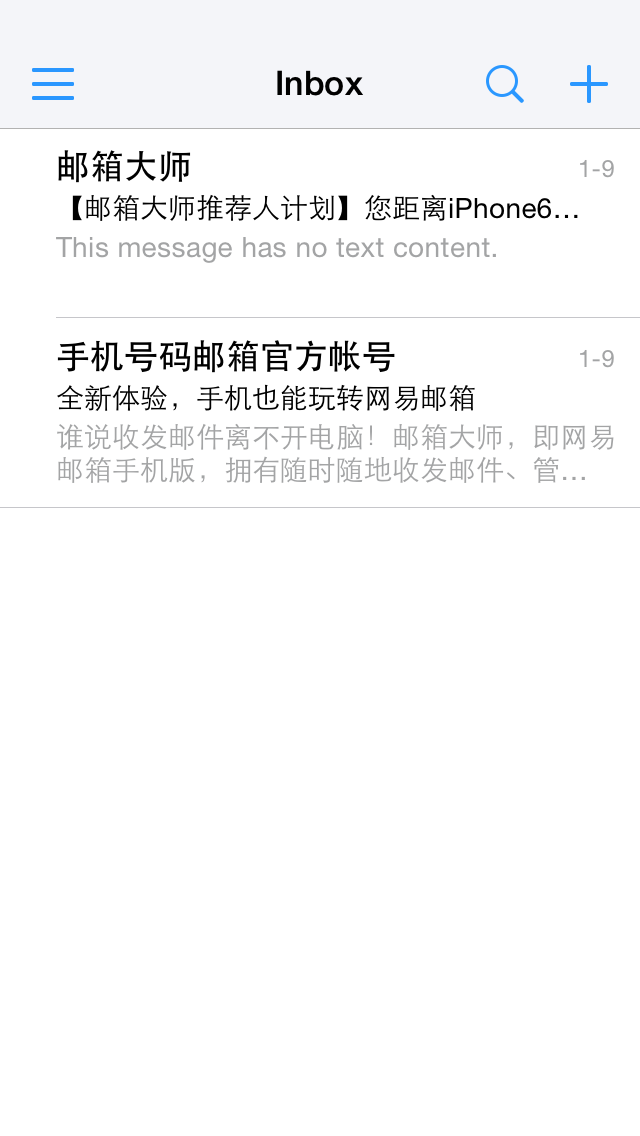 Inbox
邮箱大师
1-9
【邮箱大师推荐人计划】您距离iPhone6...
This message has no text content.
手机号码邮箱官方帐号
1-9
全新体验，手机也能玩转网易邮箱
谁说收发邮件离不开电脑！邮箱大师，即网易
邮箱手机版，拥有随时随地收发邮件、管...